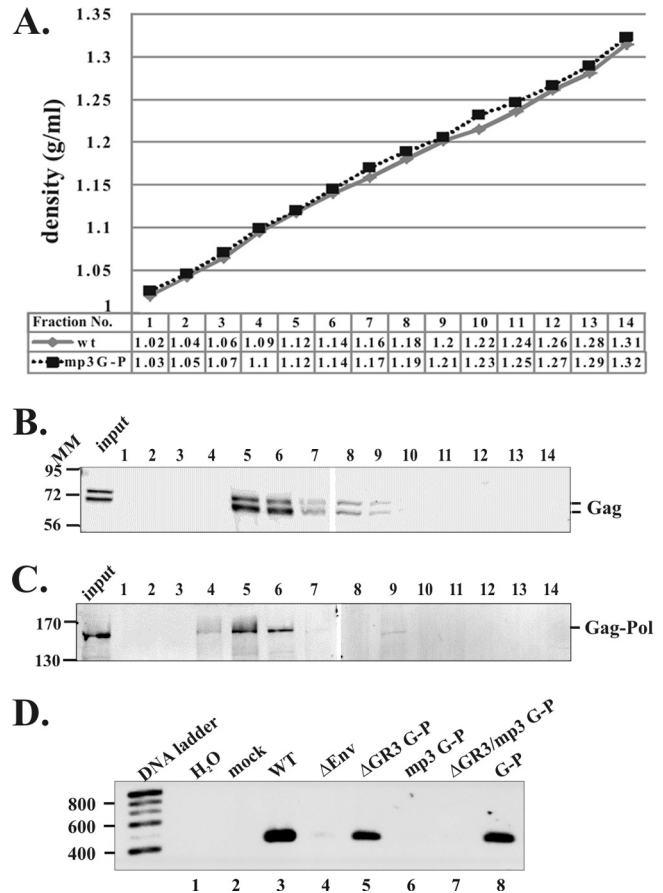 A.
1.35
1.3
1.25
1.2
1.15
1.1
1.05
1
density (g/ml)
Fraction No. 1 2 3 4 5 6 7 8 9 10 11 12 13 14
wt 1.02 1.04 1.06 1.09 1.12 1.14 1.16 1.18 1.2 1.22 1.24 1.26 1.28 1.31
mp3 G-P 1.03 1.05 1.07 1.1 1.12 1.14 1.17 1.19 1.21 1.23 1.25 1.27 1.29 1.32
B.
MM input 1 2 3 4 5 6 7 8 9 10 11 12 13 14
95
72
56
Gag
C.
input 1 2 3 4 5 6 7 8 9 10 11 12 13 14
170
130
Gag-Pol
D.
DNA ladder H2O mock WT ΔEnv ΔGR3 G-P mp3 G-P ΔGR3/mp3 G-P G-P
800
600
400
1 2 3 4 5 6 7 8